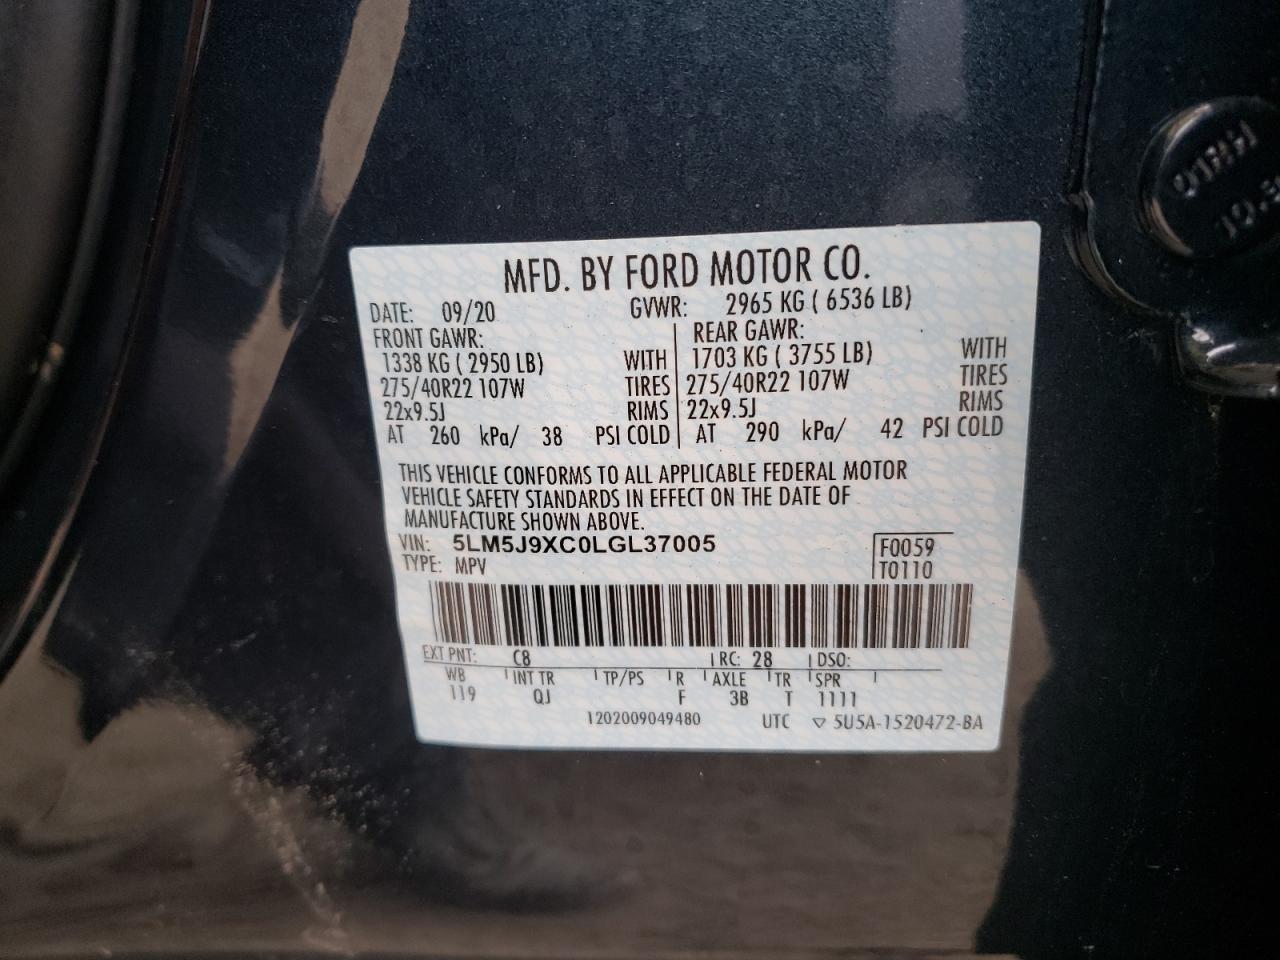 MFD. BY FORD MOTOR CO.
DATE: 09/20 GVWR: 2965 KG ( 6536 LB)
FRONT GAWR: REAR GAWR:
1338 KG ( 2950 LB) WITH 1703 KG ( 3755 LB) WITH
275/40R22 107W TIRES 275/40R22 107W TIRES
22x9.5J RIMS 22x9.5J RIMS
AT 260 kPa/ 38 PSI COLD AT 290 kPa/ 42 PSI COLD
THIS VEHICLE CONFORMS TO ALL APPLICABLE FEDERAL MOTOR
VEHICLE SAFETY STANDARDS IN EFFECT ON THE DATE OF
MANUFACTURE SHOWN ABOVE.
VIN: 5LM5J9XC0LGL37005 F0059
TYPE: MPV T0110
EXT PNT: C8 RC: 28 DSO:
WB INT TR TP/PS R AXLE TR SPR
119 QJ F 3B T 1111
1202009049480 UTC ▽ 5U5A-1520472-BA